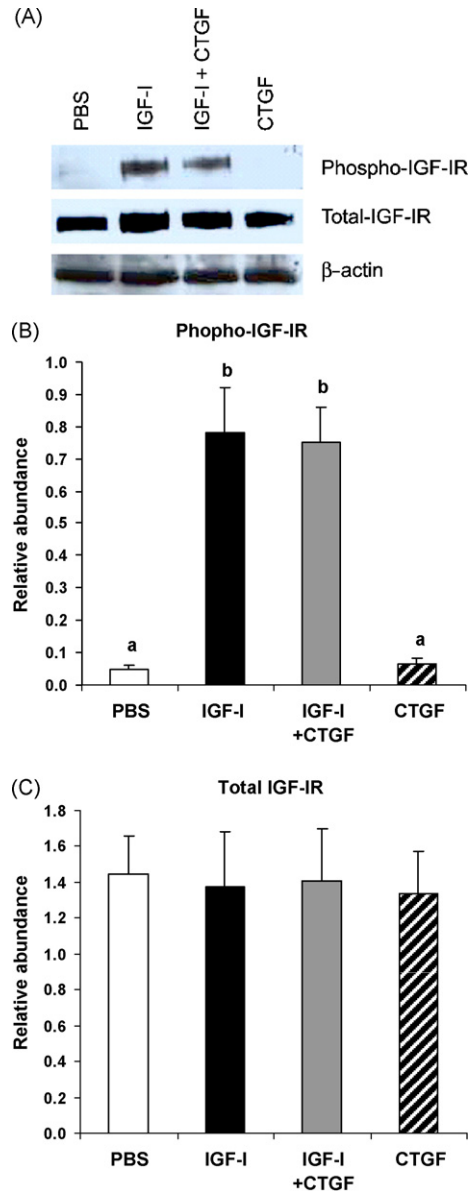 (A)
PBS
IGF-I
IGF-I + CTGF
CTGF
Phospho-IGF-IR
Total-IGF-IR
β-actin
(B)
Phopho-IGF-IR
Relative abundance
1.0
0.9
0.8
0.7
0.6
0.5
0.4
0.3
0.2
0.1
0.0
a
b
b
a
PBS
IGF-I
IGF-I
+CTGF
CTGF
(C)
Total IGF-IR
Relative abundance
1.8
1.6
1.4
1.2
1.0
0.8
0.6
0.4
0.2
0.0
PBS
IGF-I
IGF-I
+CTGF
CTGF